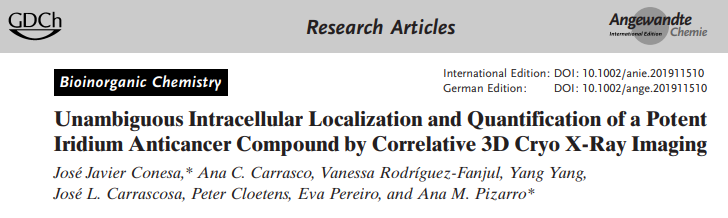 GDCh
Research Articles
Angewandte
International Edition Chemie
Bioinorganic Chemistry
International Edition: DOI: 10.1002/anie.201911510
German Edition: DOI: 10.1002/ange.201911510
Unambiguous Intracellular Localization and Quantification of a Potent
Iridium Anticancer Compound by Correlative 3D Cryo X-Ray Imaging
José Javier Conesa,* Ana C. Carrasco, Vanessa Rodríguez-Fanjul, Yang Yang,
José L. Carrascosa, Peter Cloetens, Eva Pereiro, and Ana M. Pizarro*